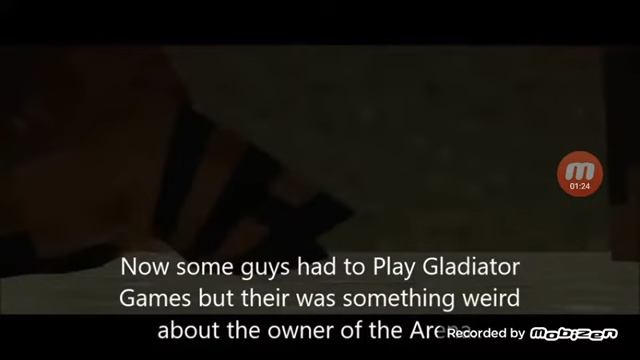 01:24
Now some guys had to Play Gladiator
Games but their was something weird
about the owner of the Arena
Recorded by mobizen